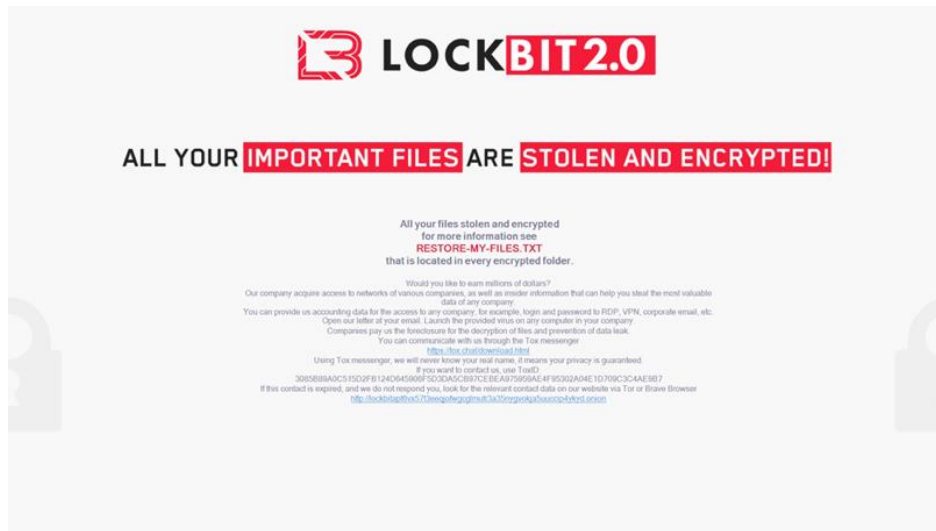 LOCKBIT 2.0
ALL YOUR IMPORTANT FILES ARE STOLEN AND ENCRYPTED!
All your files stolen and encrypted
for more information see
RESTORE-MY-FILES.TXT
that is located in every encrypted folder.
Would you like to earn millions of dollars?
Our company acquire access to networks of various companies, as well as insider information that can help you steal the most valuable
data of any company.
You can provide us accounting data for the access to any company, for example, login and password to RDP, VPN, corporate email, etc.
Open our letter at your email. Launch the provided virus on any computer in your company.
Companies pay us the foreclosure for the decryption of files and prevention of data leak.
You can communicate with us through the Tox messenger
https://tox.chat/download.html
Using Tox messenger, we will never know your real name, it means your privacy is guaranteed.
If you want to contact us, use ToxID:
If this contact is expired, and we do not respond you, look for the relevant contact data on our website via Tor or Brave Browser